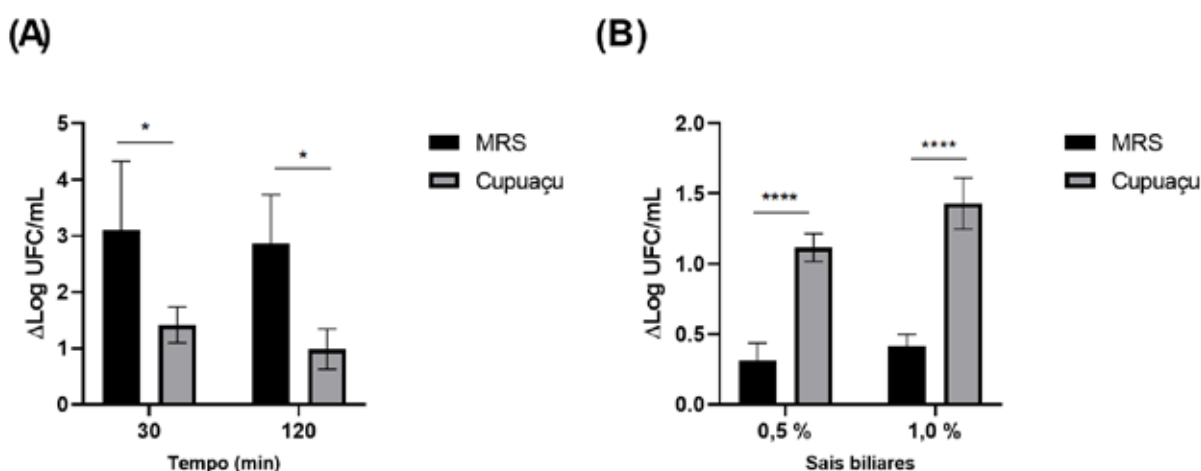 (A)
ΔLog UFC/mL
5
4
3
2
1
0
*
*
30
120
Tempo (min)
MRS
Cupuaçu
(B)
ΔLog UFC/mL
2.0
1.5
1.0
0.5
0.0
****
****
0,5 %
1,0 %
Sais biliares
MRS
Cupuaçu